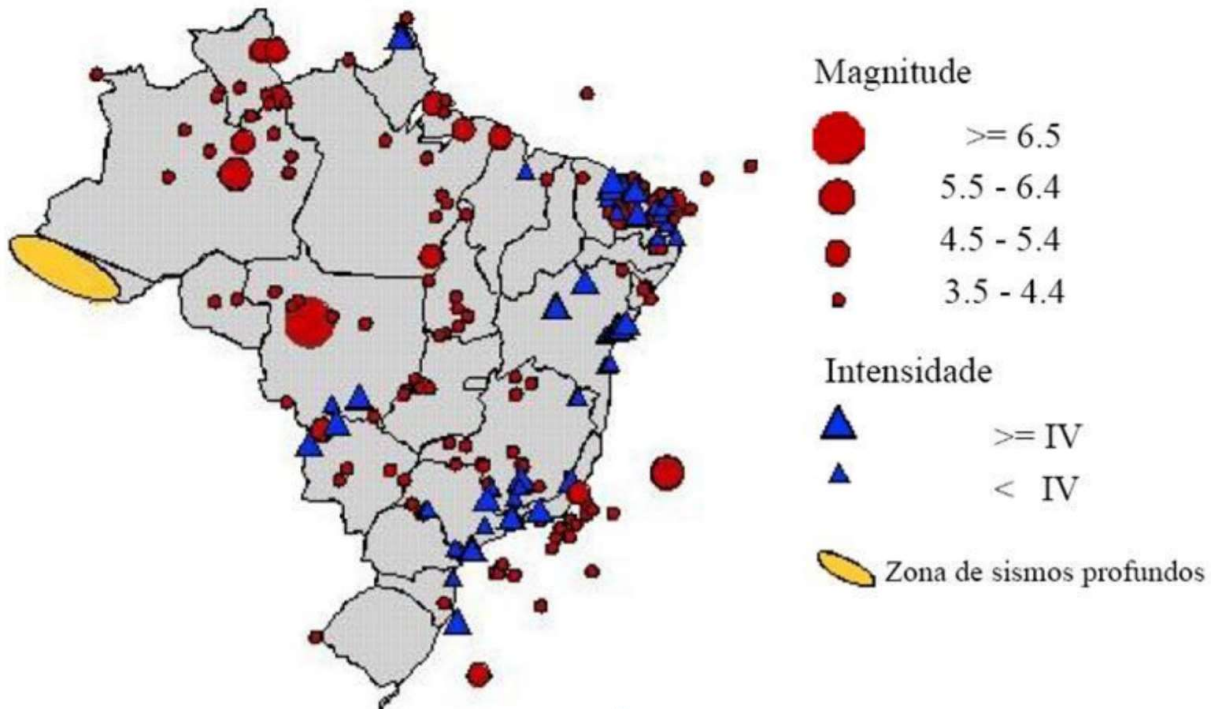 Magnitude
>= 6.5
5.5 - 6.4
4.5 - 5.4
3.5 - 4.4
Intensidade
>= IV
< IV
Zona de sismos profundos